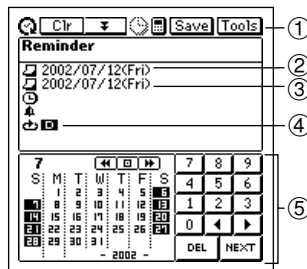 Clr Save Tools ①
Reminder
2002/07/12(Fri) ②
2002/07/12(Fri) ③
D ④
7 7 8 9
S M T W T F S 4 5 6
1 2 3 4 5 6 1 2 3
7 8 9 10 11 12 13 0
14 15 16 17 18 19 20
21 22 23 24 25 26 27 DEL NEXT
28 29 30 31
- 2002 -
⑤